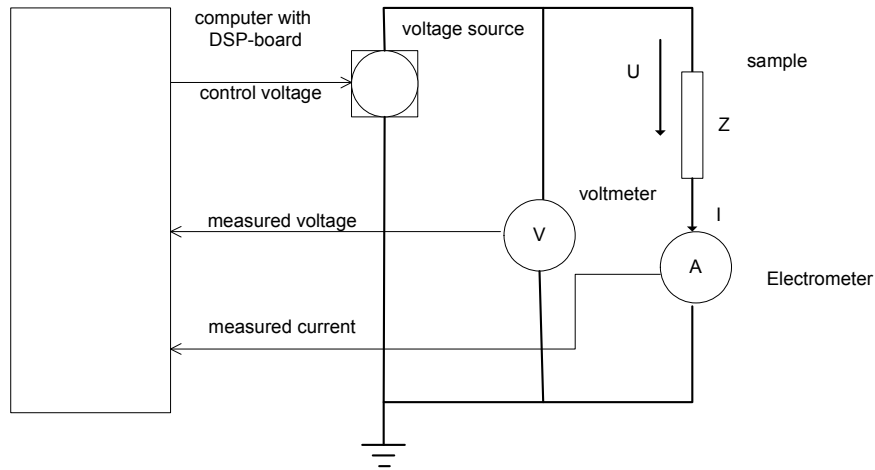 computer with
DSP-board
voltage source
control voltage
U
sample
Z
measured voltage
voltmeter
V
I
A
Electrometer
measured current